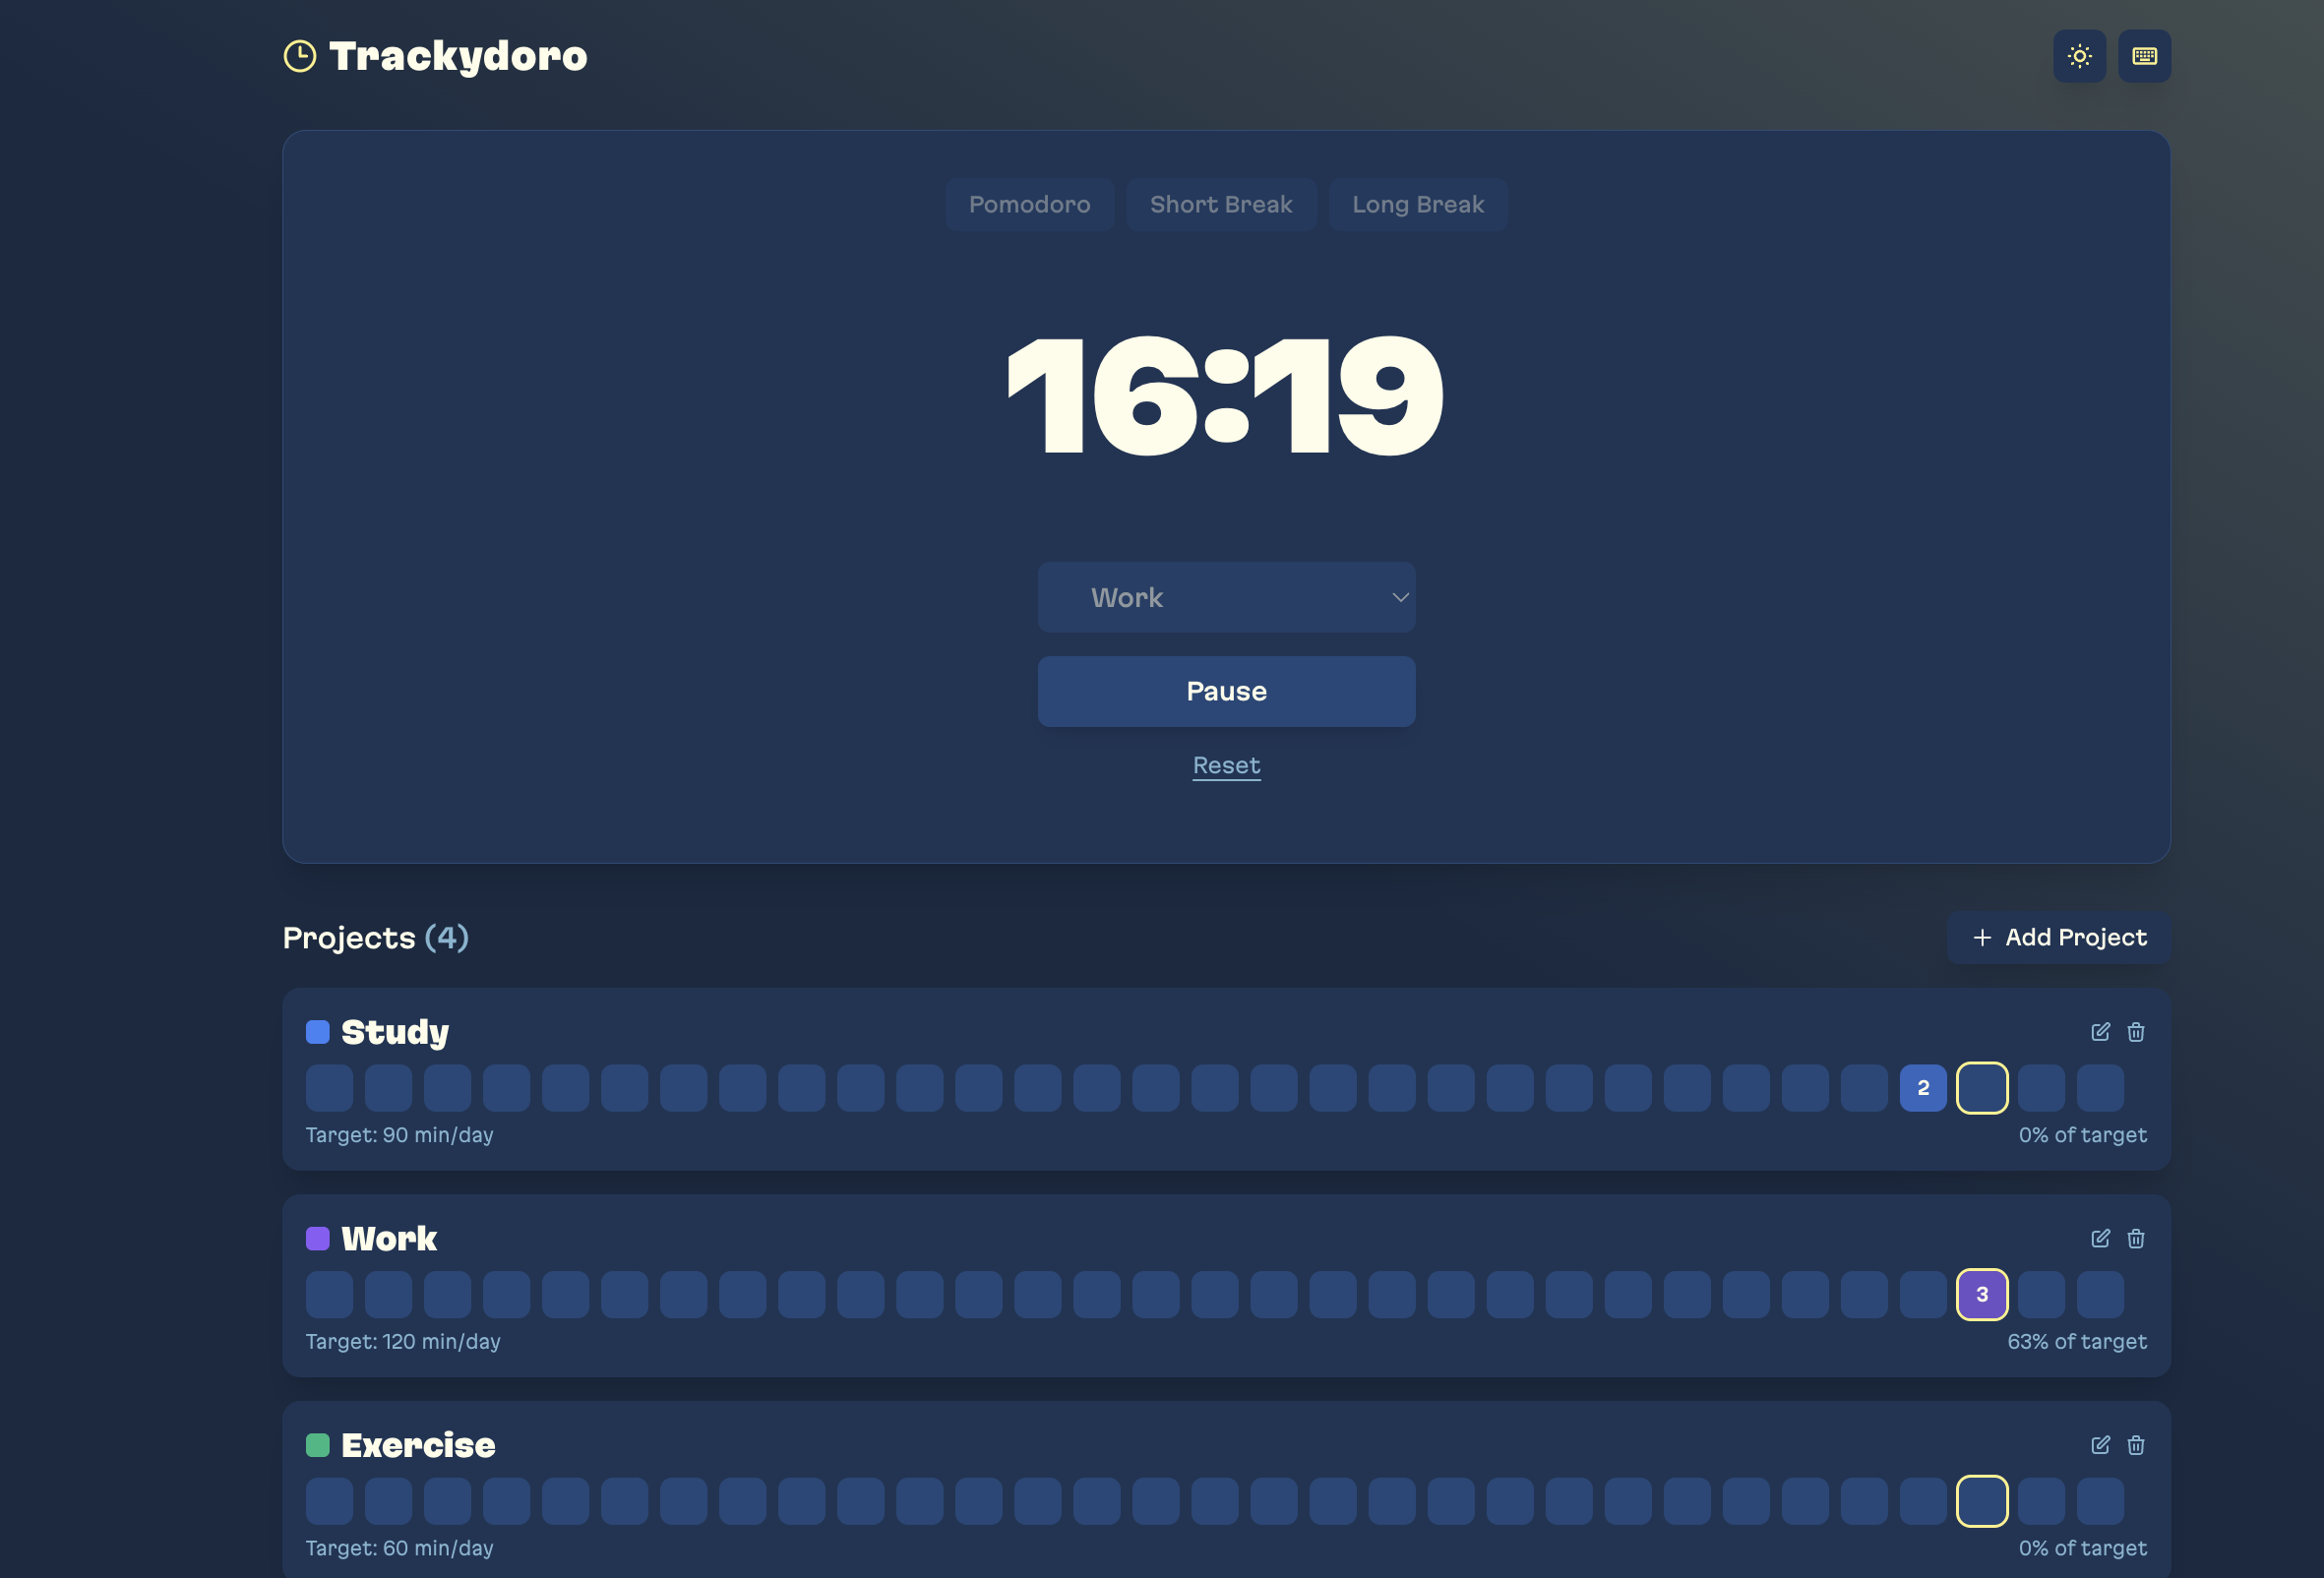 Trackydoro
Pomodoro Short Break Long Break
16:19
Work
Pause
Reset
Projects (4)
+ Add Project
Study
2
Target: 90 min/day 0% of target
Work
3
Target: 120 min/day 63% of target
Exercise
Target: 60 min/day 0% of target